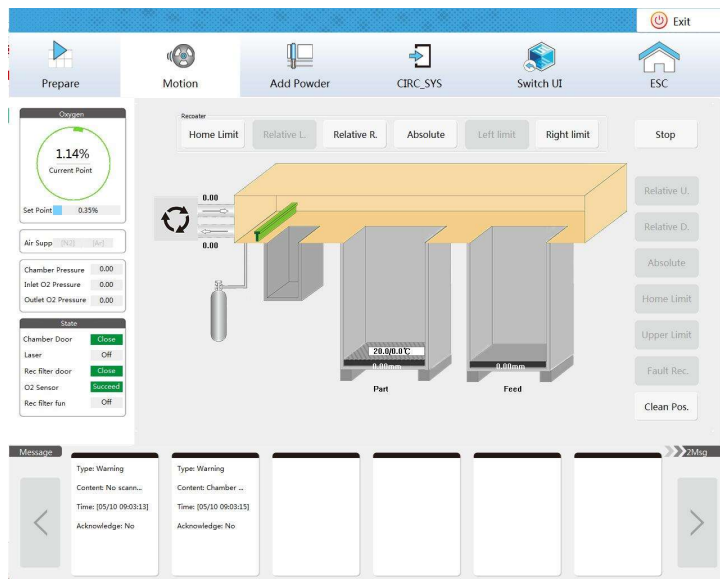 Exit
Prepare
Motion
Add Powder
CIRC_SYS
Switch UI
ESC
Oxygen
1.14%
Current Point
Set Point 0.35%
Air Supp [N2] [Ar]
Chamber Pressure 0.00
Inlet O2 Pressure 0.00
Outlet O2 Pressure 0.00
State
Chamber Door Close
Laser Off
Rec filter door Close
O2 Sensor Succeed
Rec filter fun Off
Recoater
Home Limit Relative L. Relative R. Absolute Left limit Right limit
Stop
0.00
0.00
20.0/0.0℃
0.00mm
0.00mm
Part
Feed
Relative U.
Relative D.
Absolute
Home Limit
Upper Limit
Fault Rec.
Clean Pos.
Message
2Msg
Type: Warning
Content: No scann...
Time: [05/10 09:03:13]
Acknowledge: No
Type: Warning
Content: Chamber ...
Time: [05/10 09:03:15]
Acknowledge: No